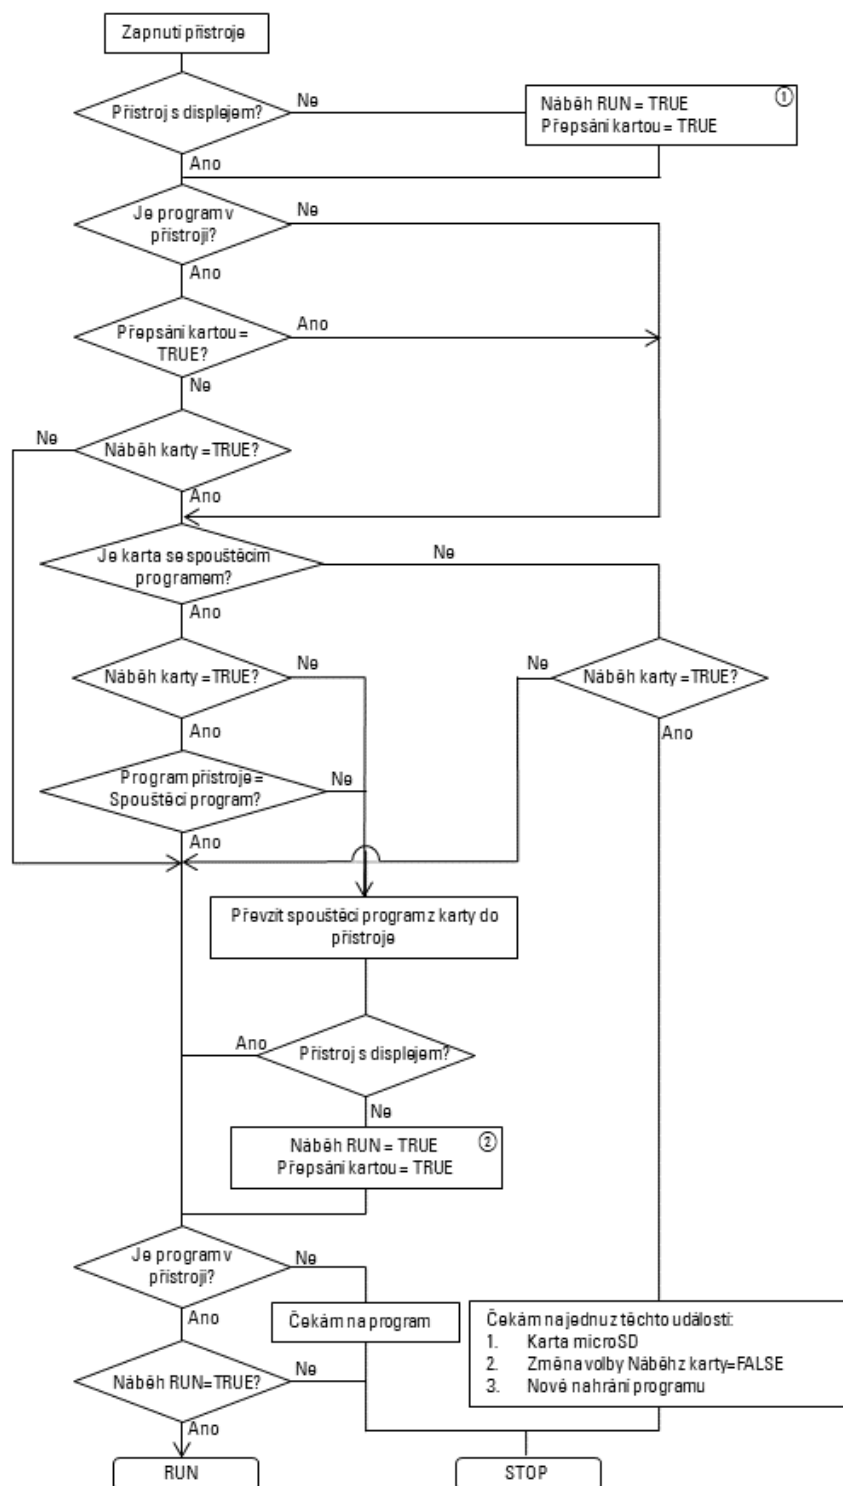 Zapnutí přístroje
Přístroj s displejem?
Ne
Náběh RUN = TRUE
Přepsání kartou = TRUE
①
Ano
Je program v
přístroji?
Ne
Ano
Přepsání kartou =
TRUE?
Ano
Ne
Náběh karty =TRUE?
Ne
Ano
Je karta se spouštěcím
programem?
Ne
Ano
Náběh karty =TRUE?
Ne
Ne
Náběh karty =TRUE?
Ano
Ano
Program přístroje =
Spouštěcí program?
Ne
Ano
Převzít spouštěcí program z karty do
přístroje
Přístroj s displejem?
Ano
Ne
Náběh RUN = TRUE
Přepsání kartou = TRUE
②
Je program v
přístroji?
Ne
Ano
Čekám na program
Čekám na jednu z těchto událostí:
1. Karta microSD
2. Změna volby Náběh z karty=FALSE
3. Nové nahrání programu
Náběh RUN=TRUE?
Ne
Ano
RUN
STOP